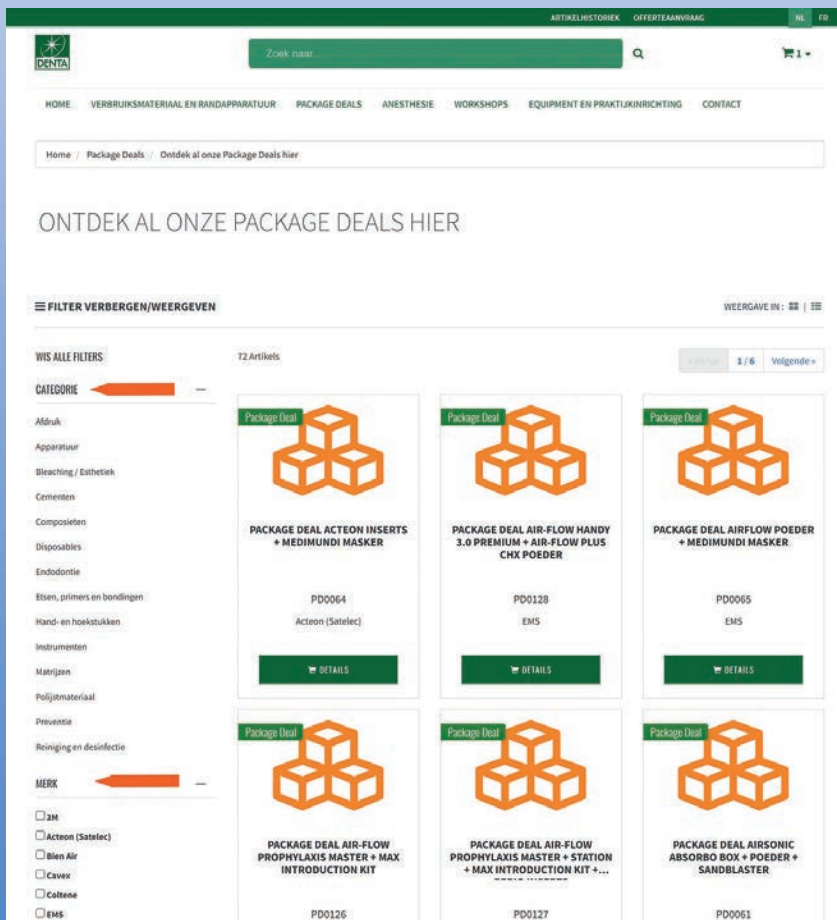 ARTIKELHISTORIEK OFFERTEAANVRAAG NL FR
DENTA
Zoek naar...
1
HOME VERBRUIKSMATERIAAL EN RANDAPPARATUUR PACKAGE DEALS ANESTHESIE WORKSHOPS EQUIPMENT EN PRAKTIJKINRICHTING CONTACT
Home / Package Deals / Ontdek al onze Package Deals hier
ONTDEK AL ONZE PACKAGE DEALS HIER
FILTER VERBERGEN/WEERGEVEN
WEERGAVE IN : |
WIS ALLE FILTERS
72 Artikels
1 / 6 Volgende »
CATEGORIE
Afdruk
Apparatuur
Bleaching / Esthetiek
Cementen
Composieten
Disposables
Endodontie
Etsen, primers en bondingen
Hand- en hoekstukken
Instrumenten
Matrijzen
Polijstmateriaal
Preventie
Reiniging en desinfectie
MERK
3M
Acteon (Satelec)
Bien Air
Cavex
Coltene
EMS
Package Deal
PACKAGE DEAL ACTEON INSERTS
+ MEDIMUNDI MASKER
PD0064
Acteon (Satelec)
DETAILS
Package Deal
PACKAGE DEAL AIR-FLOW HANDY
3.0 PREMIUM + AIR-FLOW PLUS
CHX POEDER
PD0128
EMS
DETAILS
Package Deal
PACKAGE DEAL AIRFLOW POEDER
+ MEDIMUNDI MASKER
PD0065
EMS
DETAILS
Package Deal
PACKAGE DEAL AIR-FLOW
PROPHYLAXIS MASTER + MAX
INTRODUCTION KIT
PD0126
Package Deal
PACKAGE DEAL AIR-FLOW
PROPHYLAXIS MASTER + STATION
+ MAX INTRODUCTION KIT +...
PD0127
Package Deal
PACKAGE DEAL AIRSONIC
ABSORBO BOX + POEDER +
SANDBLASTER
PD0061